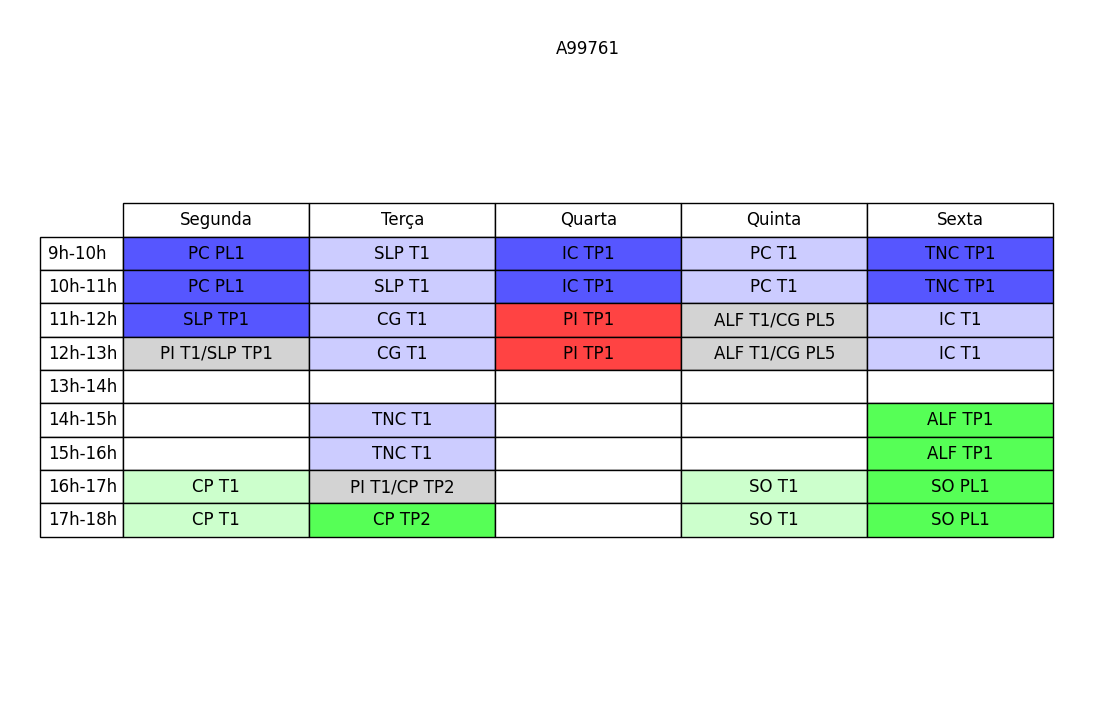 A99761
Segunda Terça Quarta Quinta Sexta
9h-10h PC PL1 SLP T1 IC TP1 PC T1 TNC TP1
10h-11h PC PL1 SLP T1 IC TP1 PC T1 TNC TP1
11h-12h SLP TP1 CG T1 PI TP1 ALF T1/CG PL5 IC T1
12h-13h PI T1/SLP TP1 CG T1 PI TP1 ALF T1/CG PL5 IC T1
13h-14h
14h-15h TNC T1 ALF TP1
15h-16h TNC T1 ALF TP1
16h-17h CP T1 PI T1/CP TP2 SO T1 SO PL1
17h-18h CP T1 CP TP2 SO T1 SO PL1